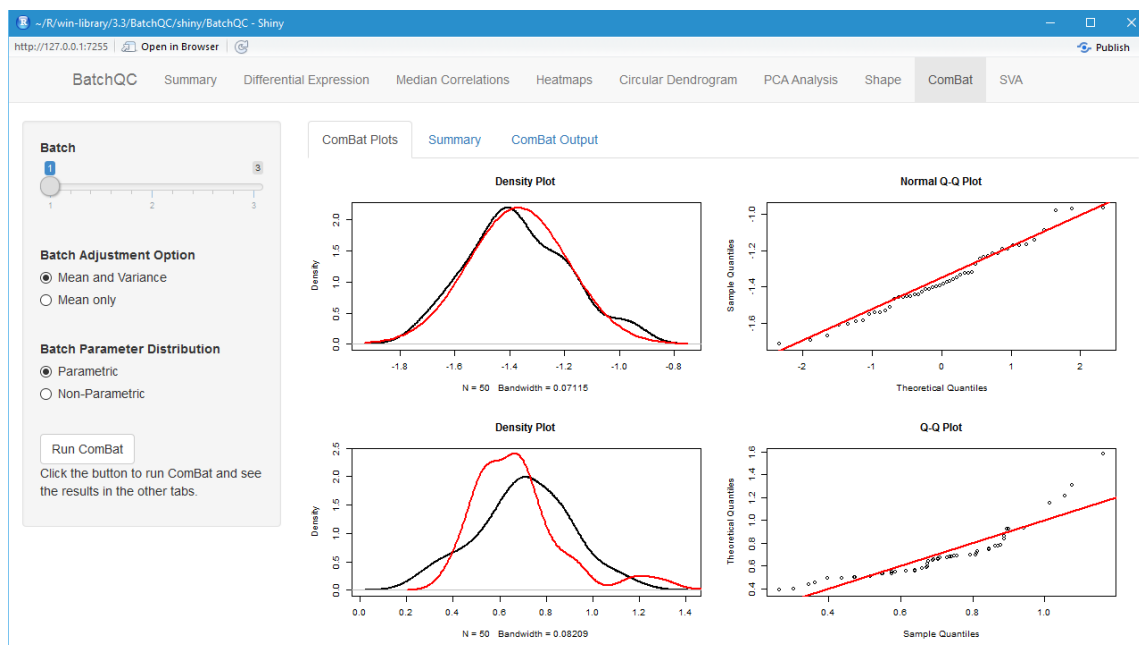 ~/R/win-library/3.3/BatchQC/shiny/BatchQC - Shiny
http://127.0.0.1:7255 Open in Browser Publish
BatchQC Summary Differential Expression Median Correlations Heatmaps Circular Dendrogram PCA Analysis Shape ComBat SVA
Batch
1 3
1 2 3
Batch Adjustment Option
Mean and Variance
Mean only
Batch Parameter Distribution
Parametric
Non-Parametric
Run ComBat
Click the button to run ComBat and see
the results in the other tabs.
ComBat Plots Summary ComBat Output
Density Plot
Density
0.0 0.5 1.0 1.5 2.0
-1.8 -1.6 -1.4 -1.2 -1.0 -0.8
N = 50 Bandwidth = 0.07115
Normal Q-Q Plot
Sample Quantiles
-1.6 -1.4 -1.2 -1.0
-2 -1 0 1 2
Theoretical Quantiles
Density Plot
Density
0.0 0.5 1.0 1.5 2.0 2.5
0.0 0.2 0.4 0.6 0.8 1.0 1.2 1.4
N = 50 Bandwidth = 0.08209
Q-Q Plot
Theoretical Quantiles
0.4 0.6 0.8 1.0 1.2 1.4 1.6
0.4 0.6 0.8 1.0
Sample Quantiles